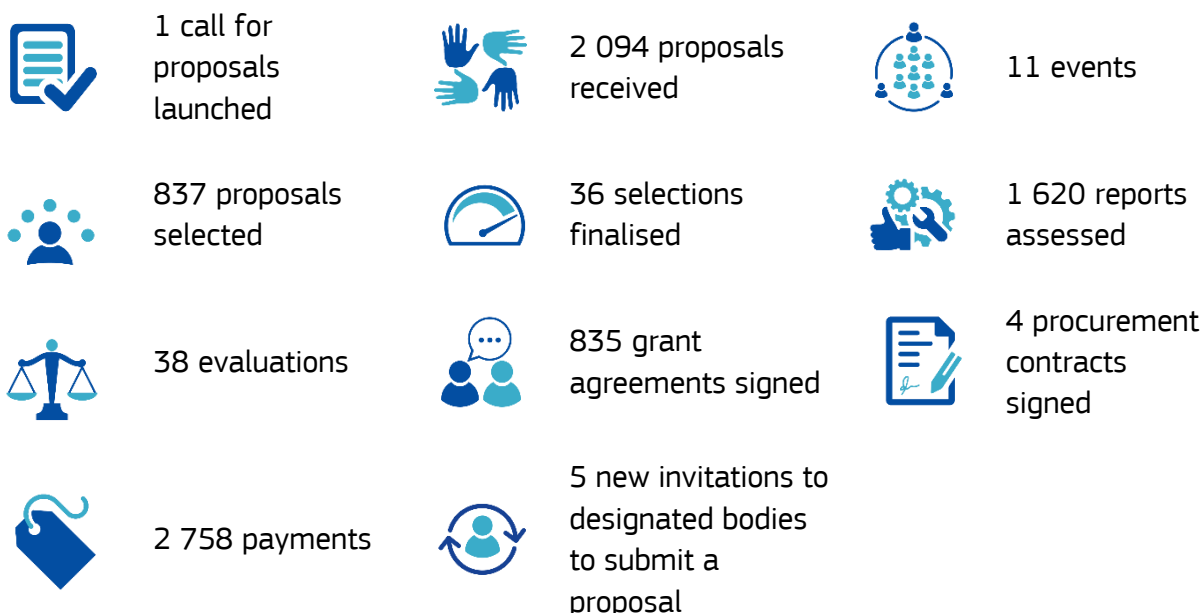 1 call for
proposals
launched
2 094 proposals
received
11 events
837 proposals
selected
36 selections
finalised
1 620 reports
assessed
38 evaluations
835 grant
agreements signed
4 procurement
contracts
signed
2 758 payments
5 new invitations to
designated bodies
to submit a
proposal